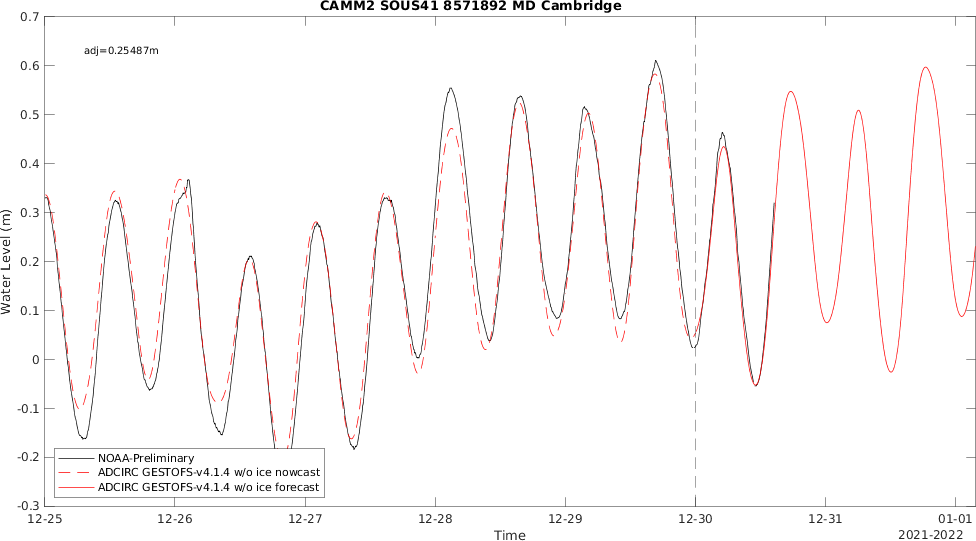 CAMM2 SOUS41 8571892 MD Cambridge
0.7
adj=0.25487m
0.6
0.5
0.4
0.3
0.2
0.1
0
-0.1
-0.2
-0.3
Water Level (m)
NOAA-Preliminary
ADCIRC GESTOFS-v4.1.4 w/o ice nowcast
ADCIRC GESTOFS-v4.1.4 w/o ice forecast
12-25 12-26 12-27 12-28 12-29 12-30 12-31 01-01
Time
2021-2022